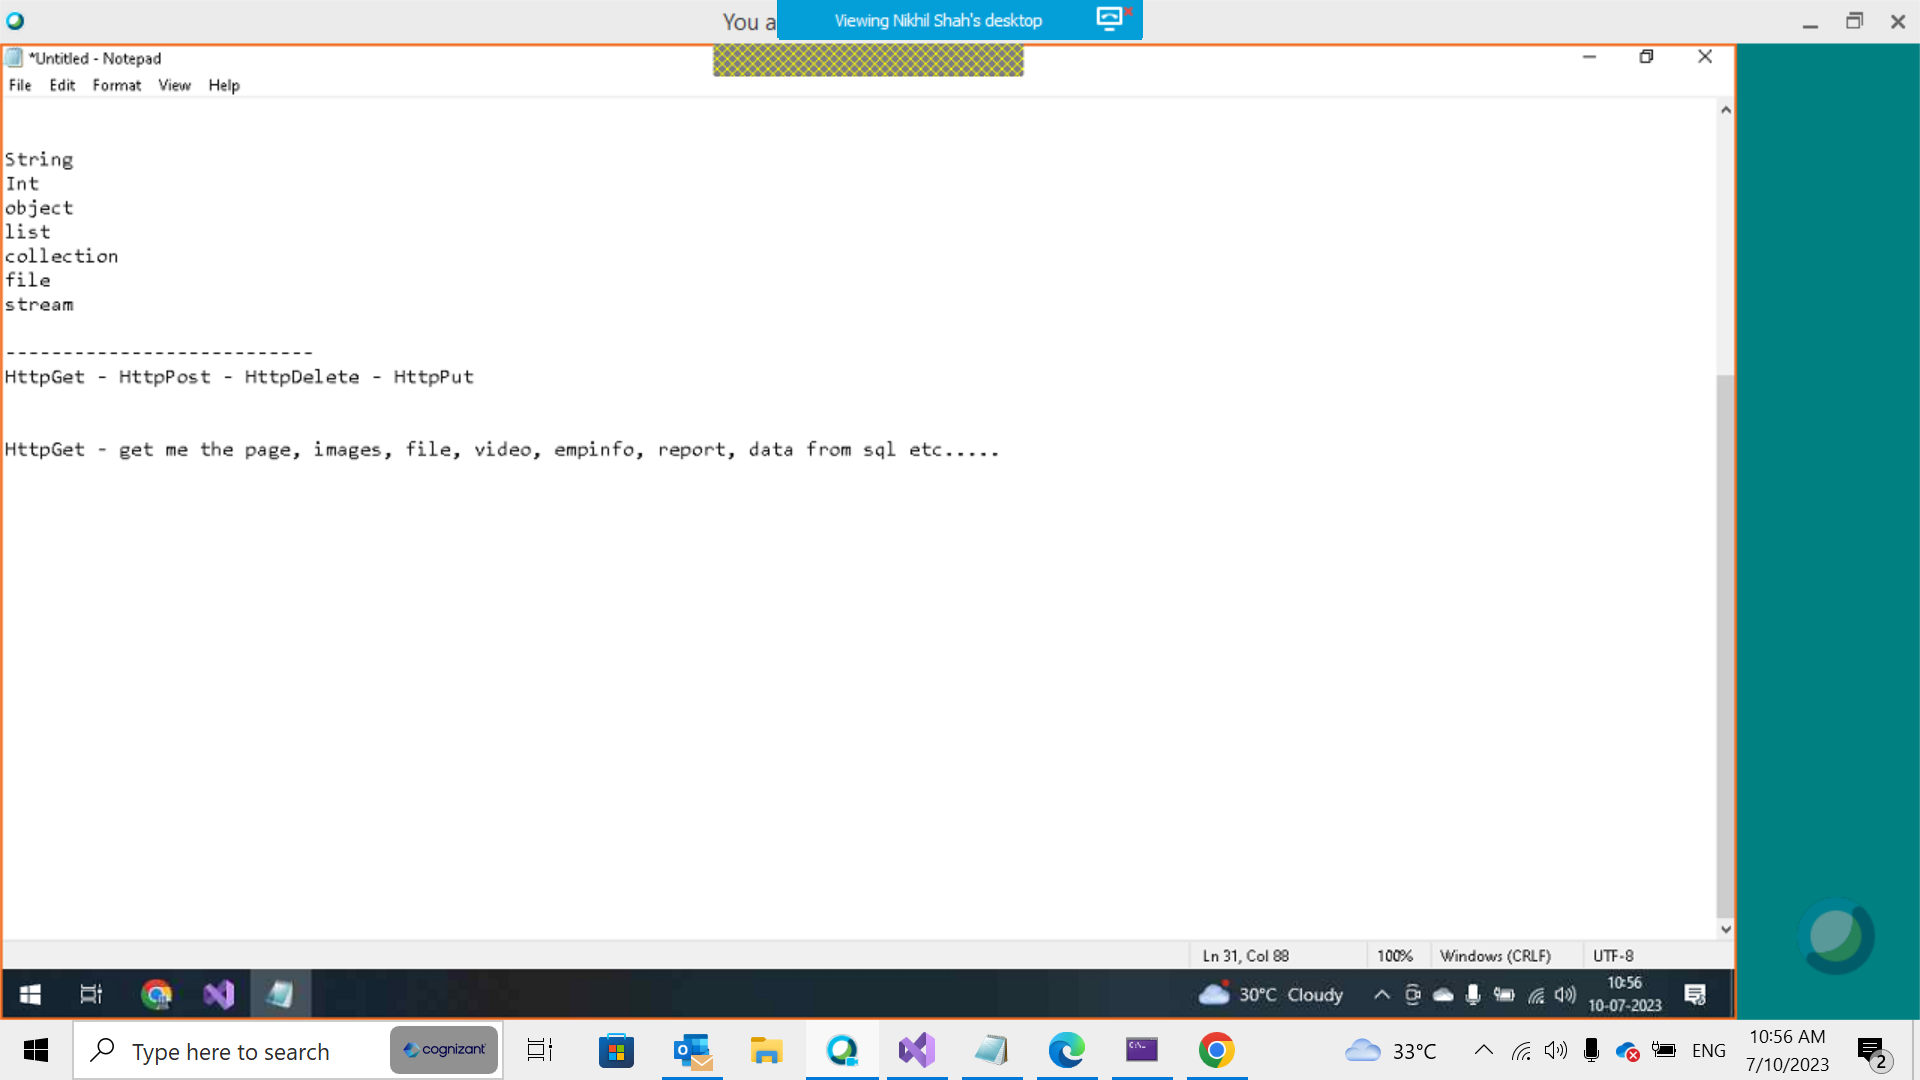 You a
Viewing Nikhil Shah's desktop
*Untitled - Notepad
File Edit Format View Help
String
Int
object
list
collection
file
stream
---------------------------
HttpGet - HttpPost - HttpDelete - HttpPut
HttpGet - get me the page, images, file, video, empinfo, report, data from sql etc.....
Ln 31, Col 88 100% Windows (CRLF) UTF-8
30°C Cloudy
10:56
10-07-2023
Type here to search
cognizant
33°C
ENG
10:56 AM
7/10/2023
2